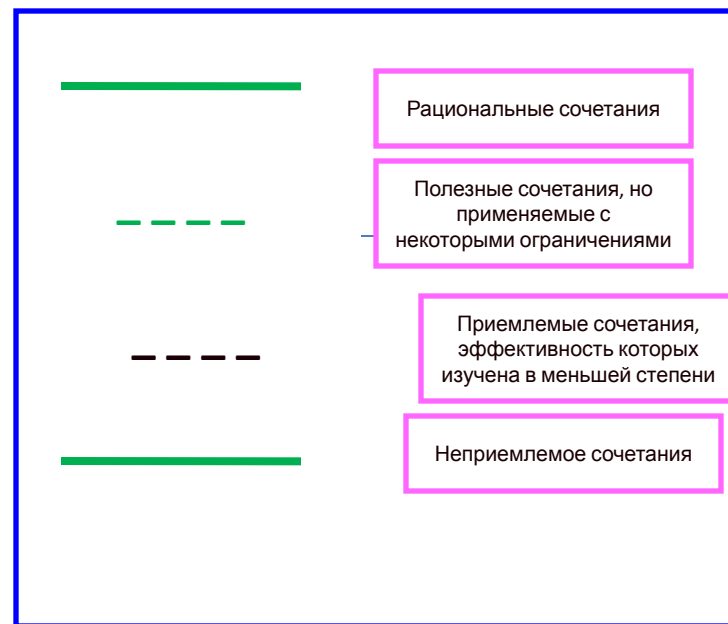 Рациональные сочетания
Полезные сочетания, но
применяемые с
некоторыми ограничениями
Приемлемые сочетания,
эффективность которых
изучена в меньшей степени
Неприемлемое сочетания